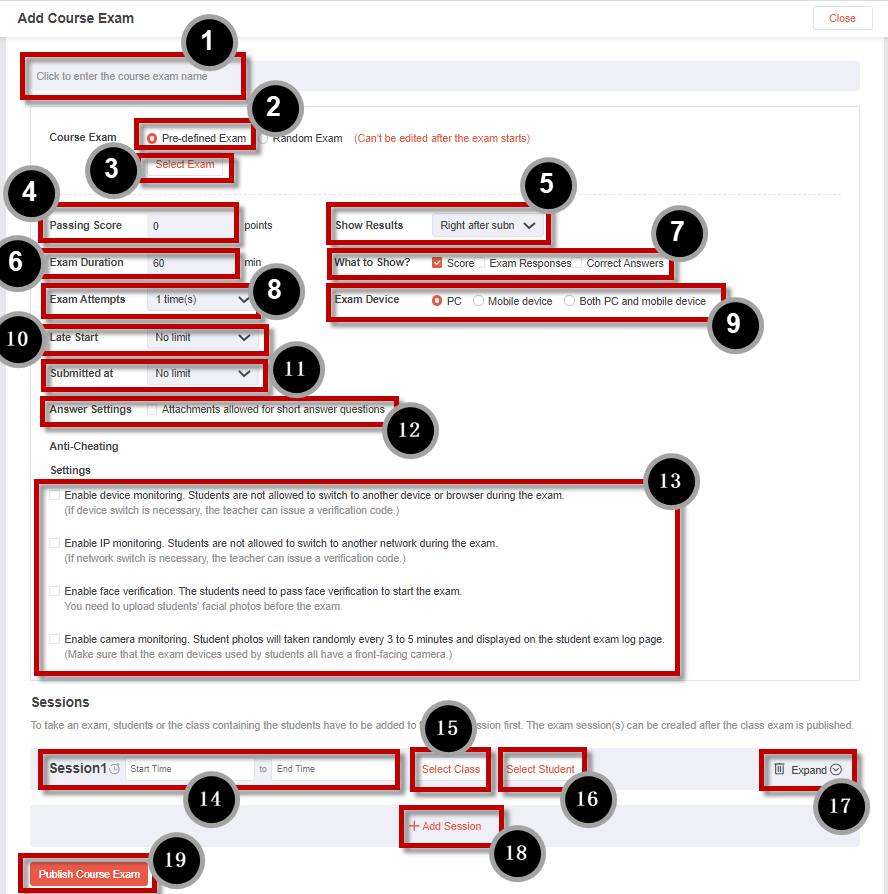 Add Course Exam Close
1
Click to enter the course exam name
2
Course Exam Pre-defined Exam Random Exam (Can't be edited after the exam starts)
3 Select Exam
4 5
Passing Score 0 points Show Results Right after subn
7
6 Exam Duration 60 min What to Show? Score Exam Responses Correct Answers
8
Exam Attempts 1 time(s) Exam Device PC Mobile device Both PC and mobile device
9
10 Late Start No limit
11
Submitted at No limit
Answer Settings Attachments allowed for short answer questions
12
Anti-Cheating
Settings
13
Enable device monitoring. Students are not allowed to switch to another device or browser during the exam.
(If device switch is necessary, the teacher can issue a verification code.)
Enable IP monitoring. Students are not allowed to switch to another network during the exam.
(If network switch is necessary, the teacher can issue a verification code.)
Enable face verification. The students need to pass face verification to start the exam.
You need to upload students' facial photos before the exam.
Enable camera monitoring. Student photos will taken randomly every 3 to 5 minutes and displayed on the student exam log page.
(Make sure that the exam devices used by students all have a front-facing camera.)
Sessions
To take an exam, students or the class containing the students have to be added to ssion first. The exam session(s) can be created after the class exam is published.
15
Session1 Start Time to End Time Select Class Select Student Expand
14 16 17
+ Add Session
18
19
Publish Course Exam